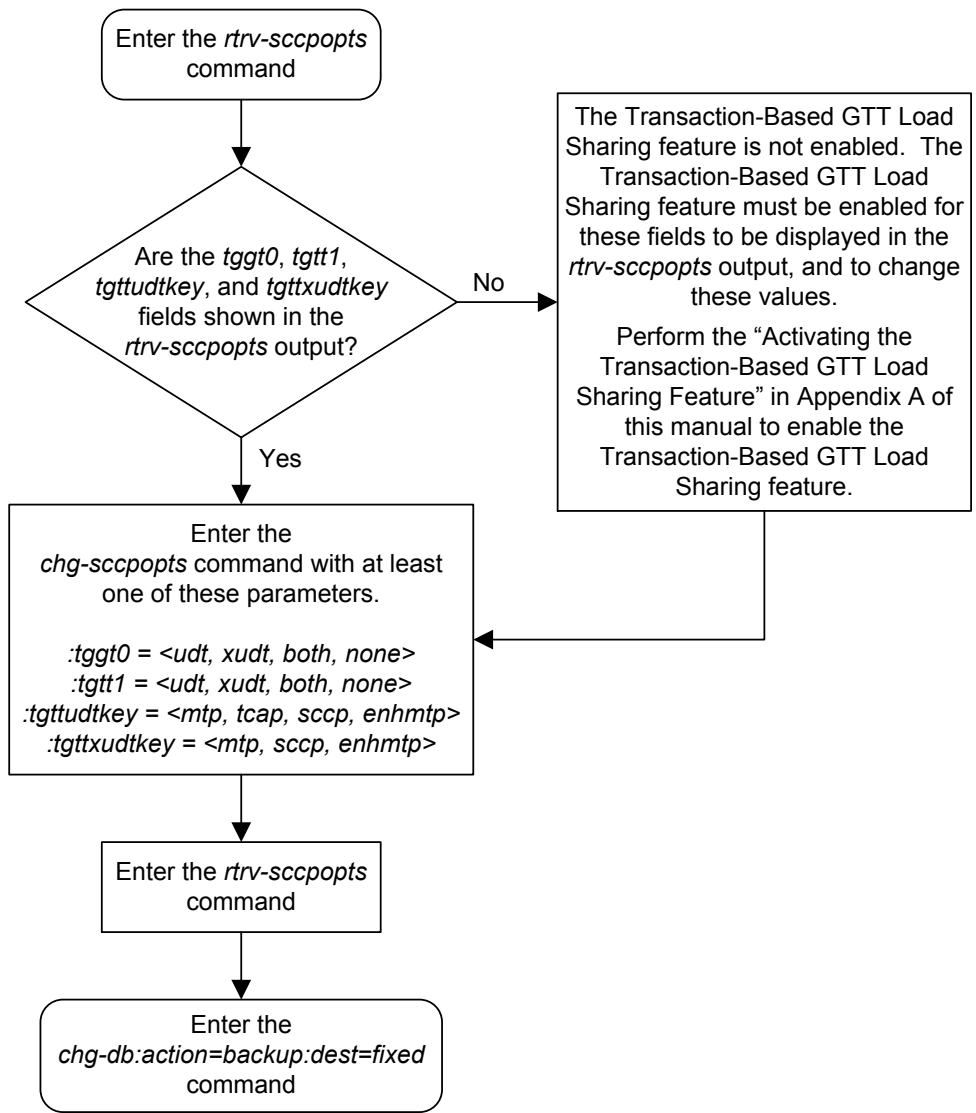 Enter the rtrv-sccpopts
command
Are the tggt0, tgtt1,
tgttudtkey, and tgttxudtkey
fields shown in the
rtrv-sccpopts output?
No
The Transaction-Based GTT Load
Sharing feature is not enabled. The
Transaction-Based GTT Load
Sharing feature must be enabled for
these fields to be displayed in the
rtrv-sccpopts output, and to change
these values.
Perform the “Activating the
Transaction-Based GTT Load
Sharing Feature” in Appendix A of
this manual to enable the
Transaction-Based GTT Load
Sharing feature.
Yes
Enter the
chg-sccpopts command with at least
one of these parameters.
:tggt0 = <udt, xudt, both, none>
:tgtt1 = <udt, xudt, both, none>
:tgttudtkey = <mtp, tcap, sccp, enhmtp>
:tgttxudtkey = <mtp, sccp, enhmtp>
Enter the rtrv-sccpopts
command
Enter the
chg-db:action=backup:dest=fixed
command